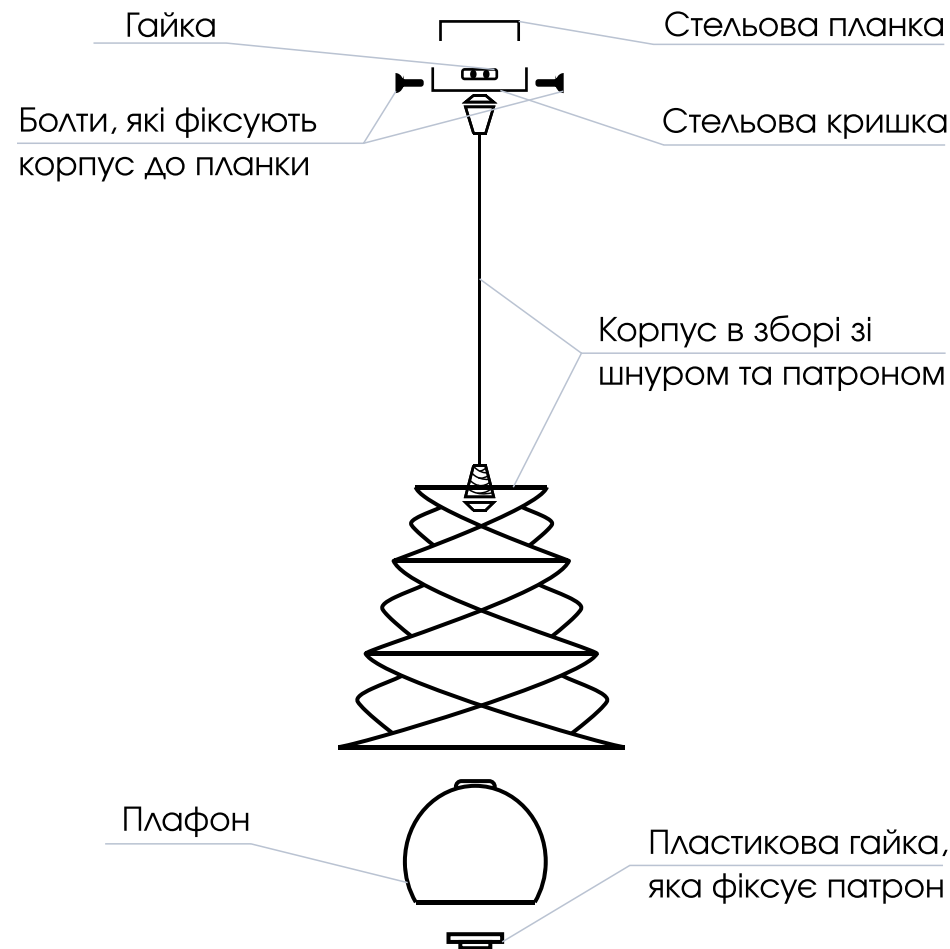 Гайка
Стельова планка
Болти, які фіксують
корпус до планки
Стельова кришка
Корпус в зборі зі
шнуром та патроном
Плафон
Пластикова гайка,
яка фіксує патрон